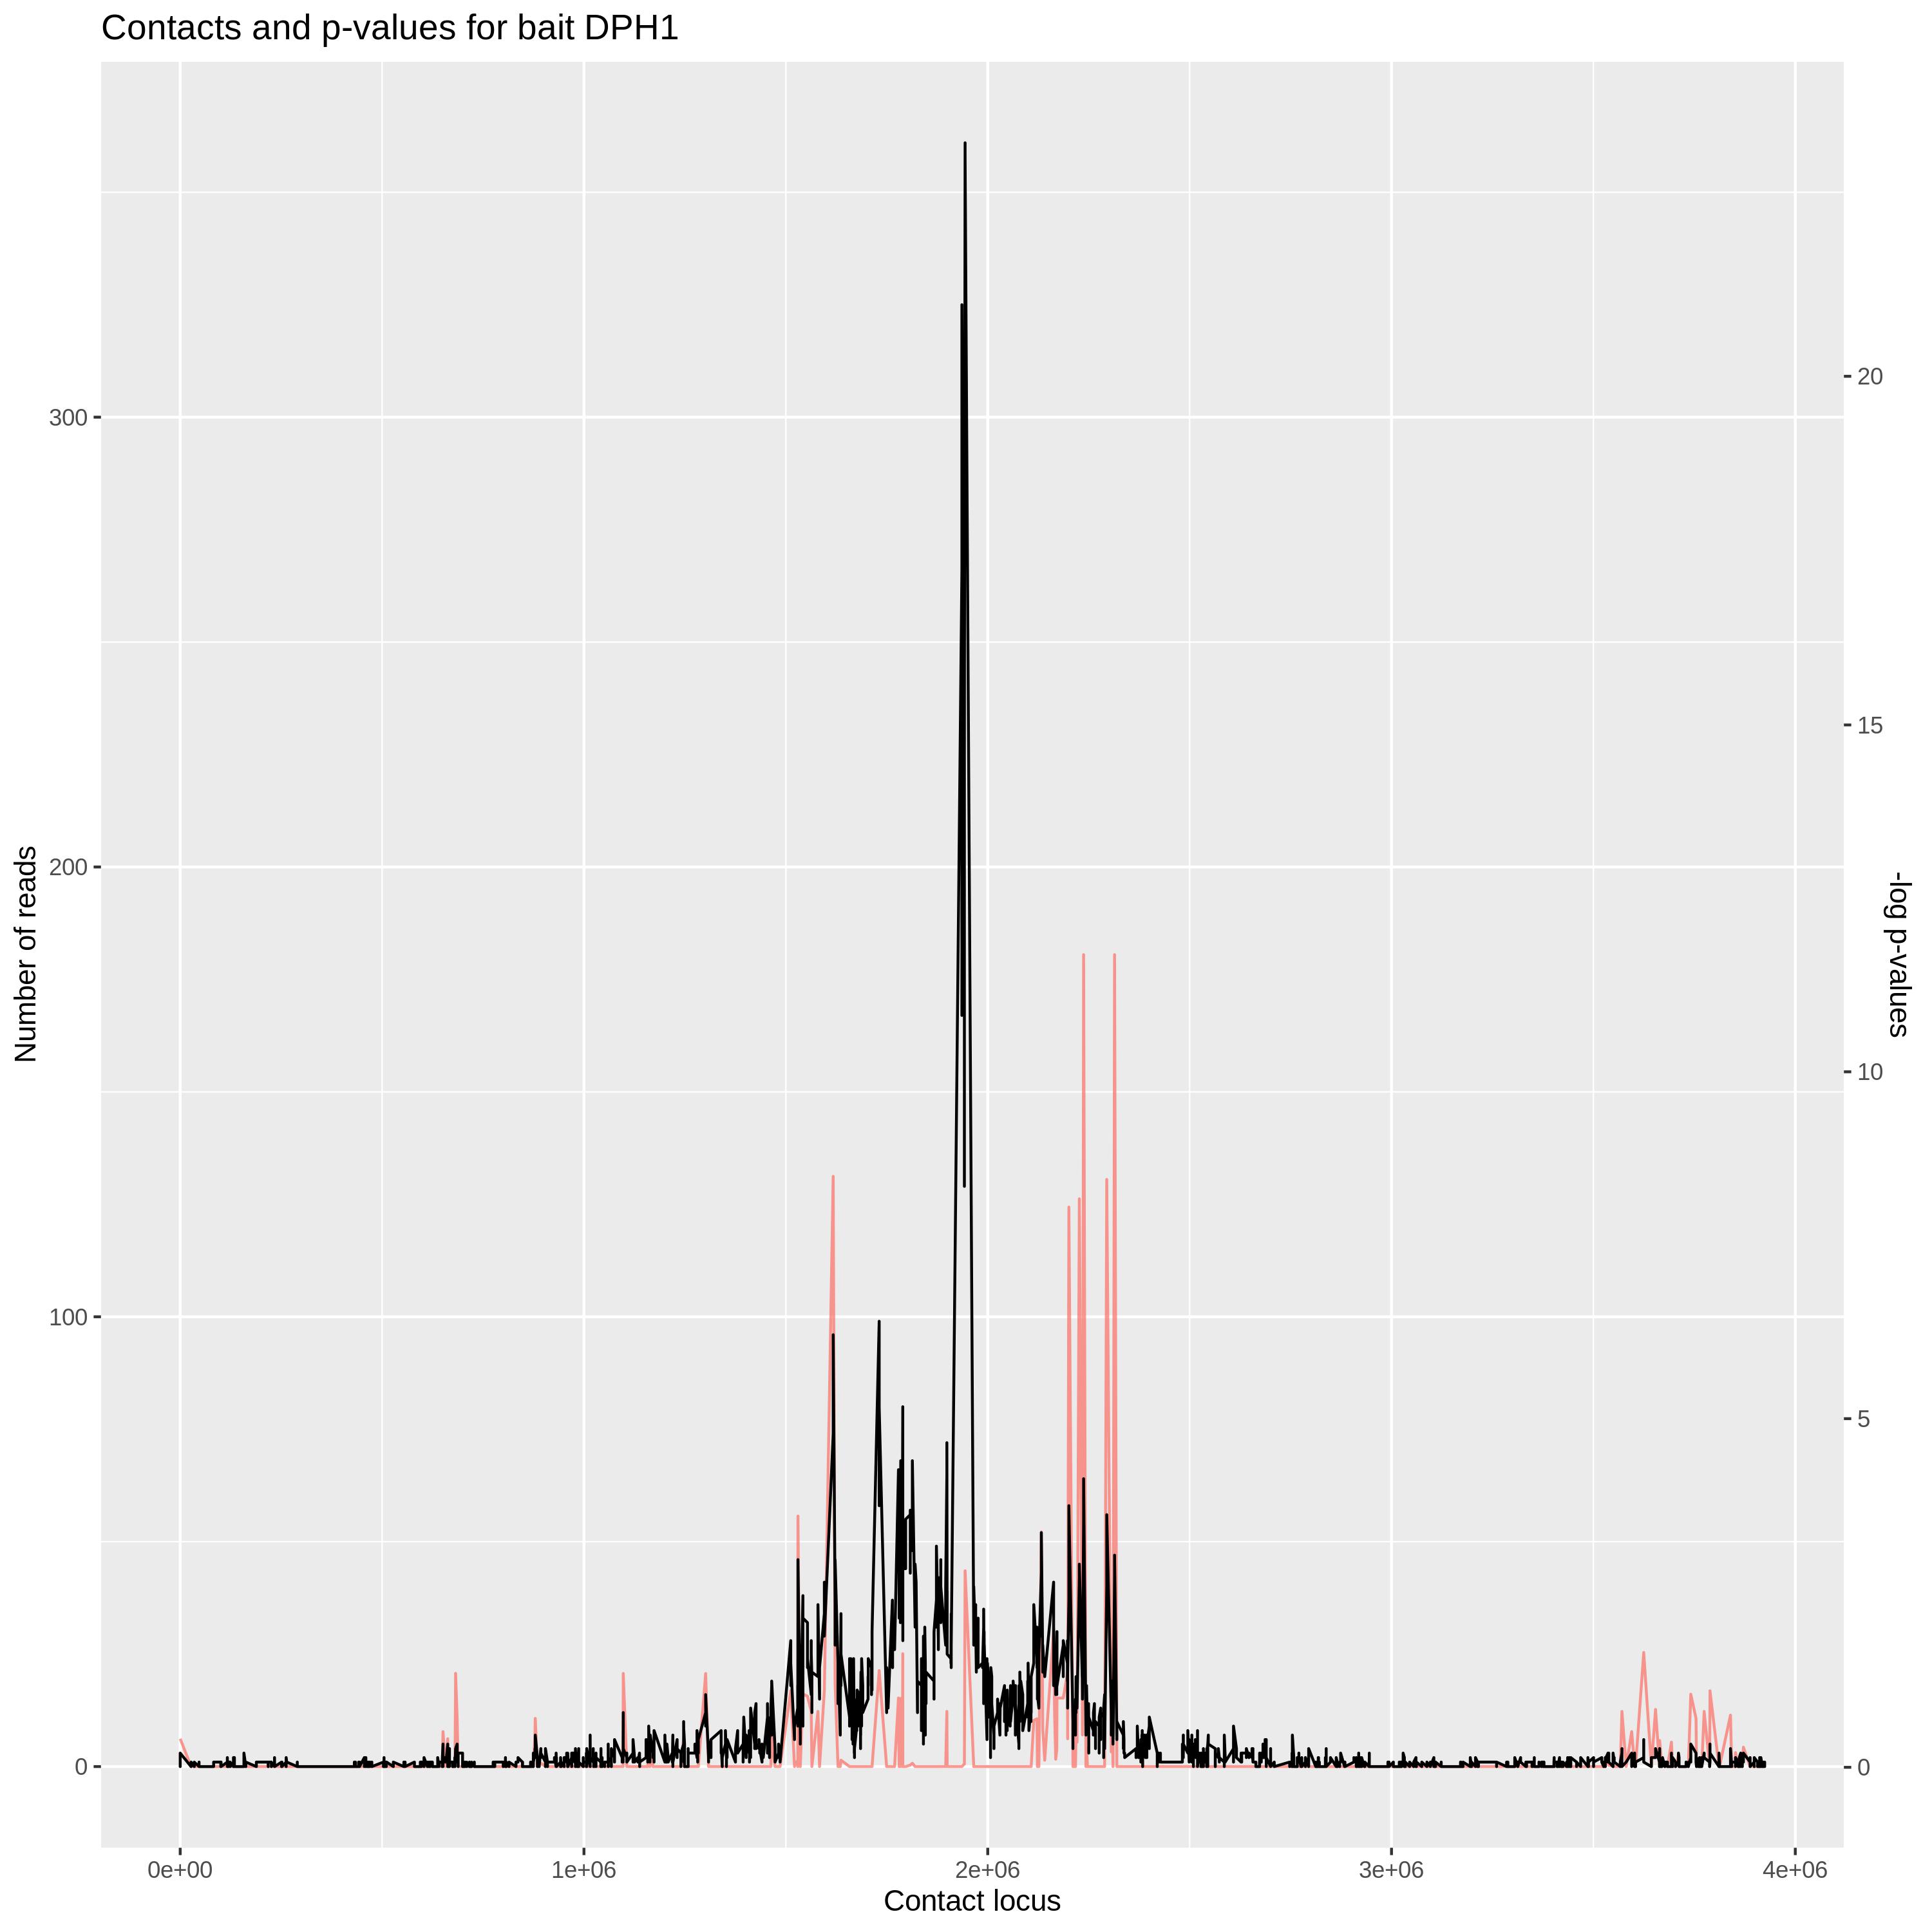 Contacts and p-values for bait DPH1
300
200
100
0
Number of reads
20
15
10
5
0
-log p-values
0e+00
1e+06
2e+06
3e+06
4e+06
Contact locus